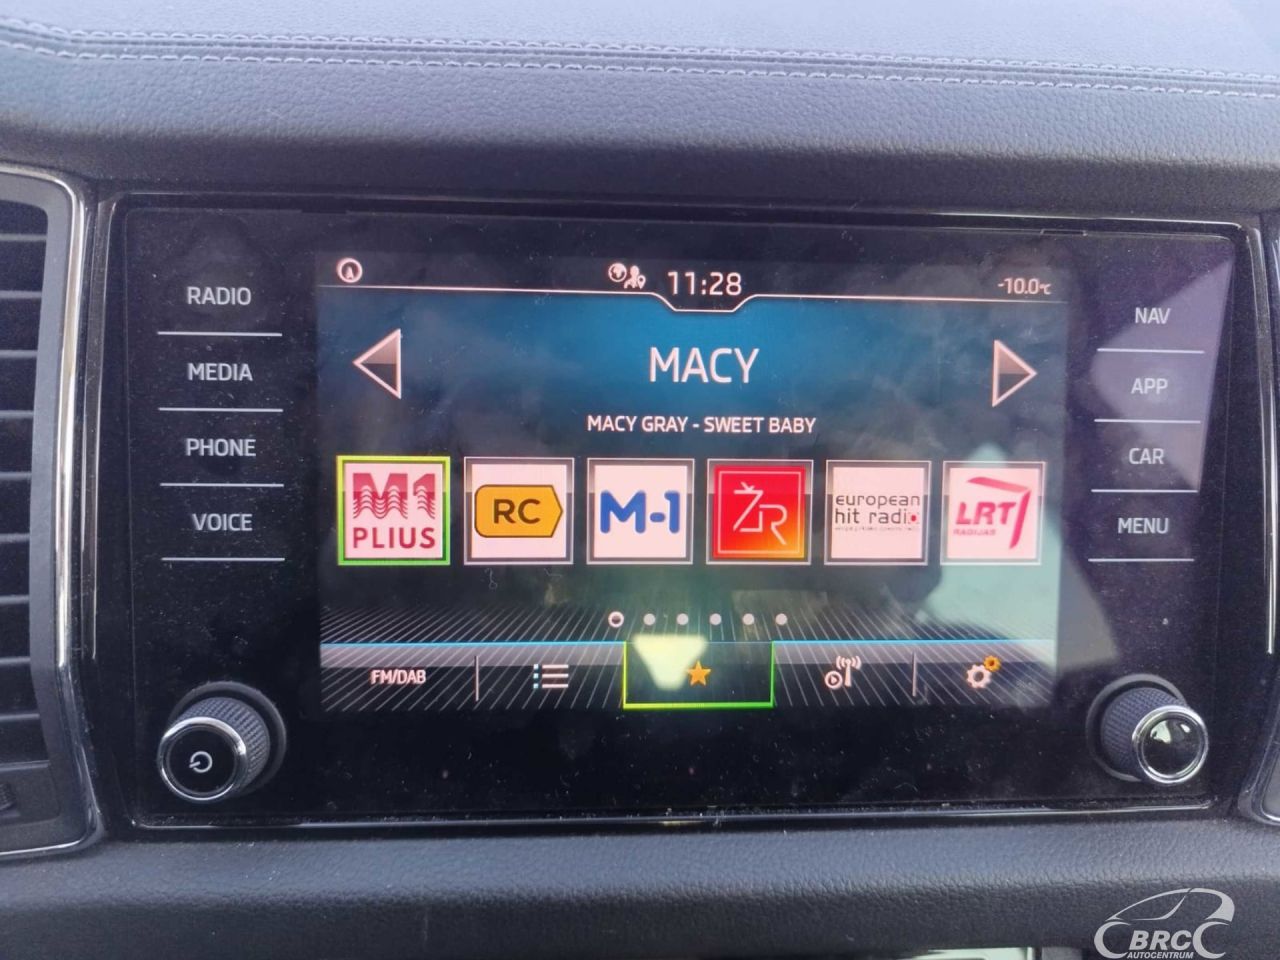 11:28
-10.0°C
RADIO
MEDIA
PHONE
VOICE
MACY
MACY GRAY - SWEET BABY
M1
PLIUS
RC
M-1
ŽR
european
hit radio
LRT
RADIJAS
FM/DAB
NAV
APP
CAR
MENU
BRC
AUTOCENTRUM